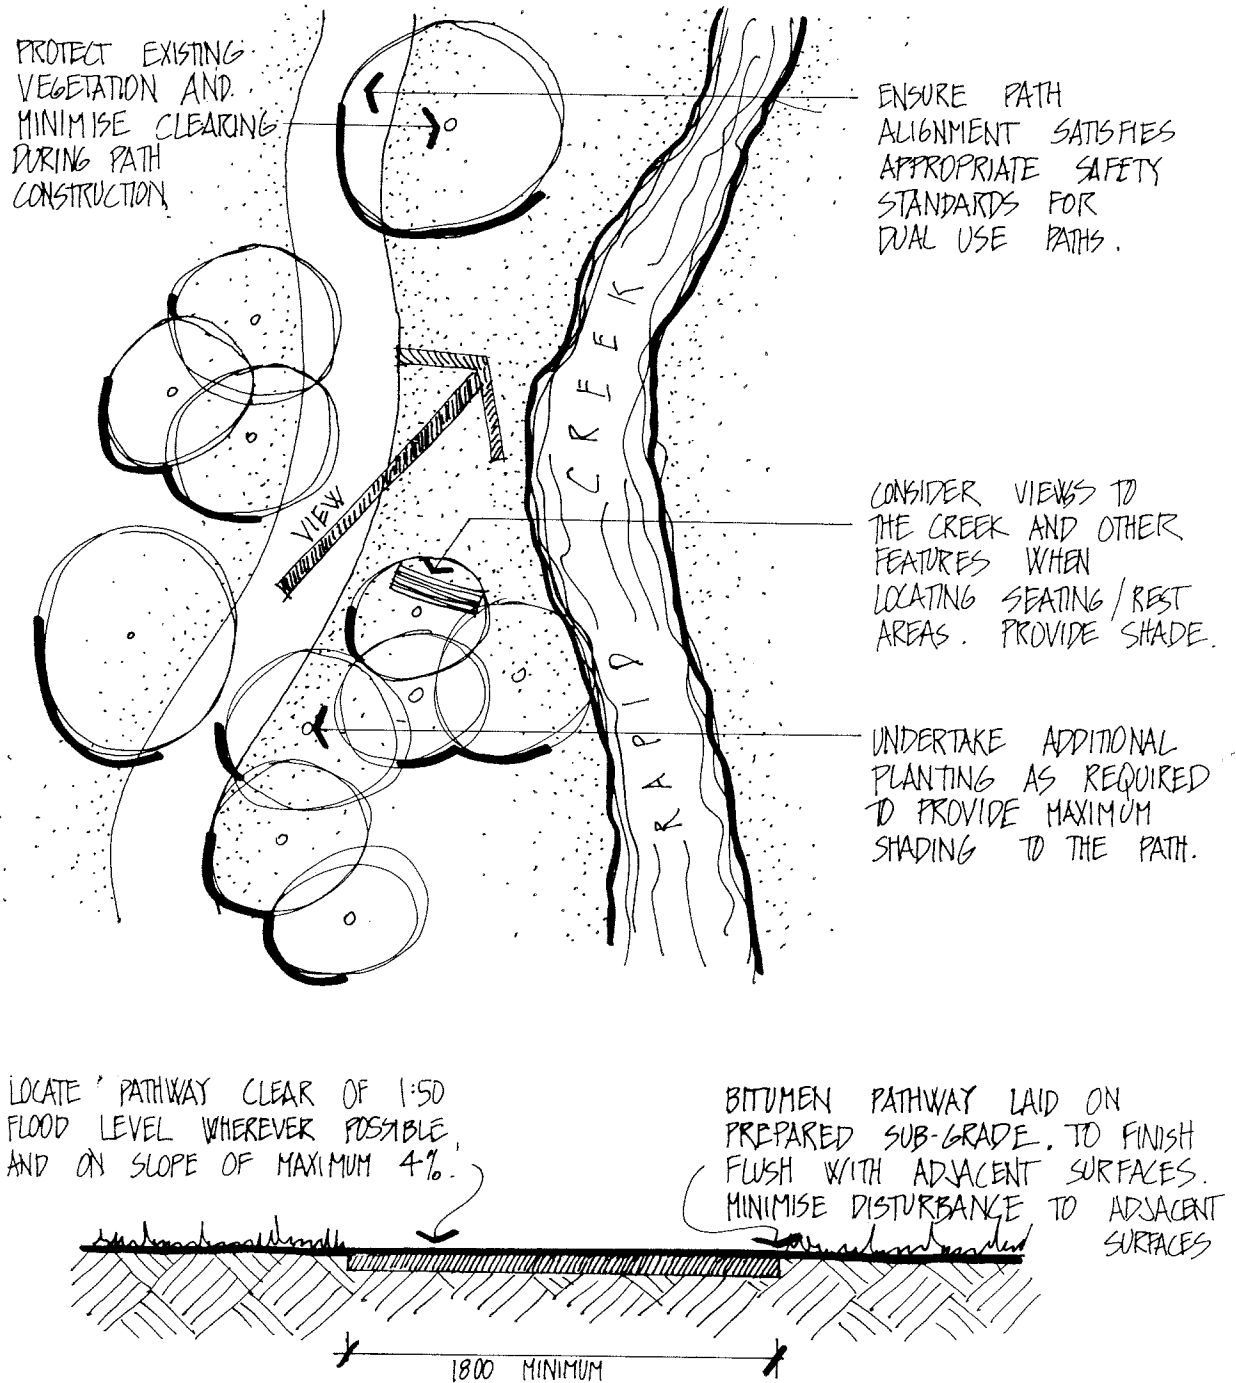 PROTECT EXISTING
VEGETATION AND
MINIMISE CLEARING
DURING PATH
CONSTRUCTION
ENSURE PATH
ALIGNMENT SATISFIES
APPROPRIATE SAFETY
STANDARDS FOR
DUAL USE PATHS.
RAPID CREEK
VIEW
CONSIDER VIEWS TO
THE CREEK AND OTHER
FEATURES WHEN
LOCATING SEATING/REST
AREAS. PROVIDE SHADE.
UNDERTAKE ADDITIONAL
PLANTING AS REQUIRED
TO PROVIDE MAXIMUM
SHADING TO THE PATH.
LOCATE PATHWAY CLEAR OF 1:50
FLOOD LEVEL WHEREVER POSSIBLE,
AND ON SLOPE OF MAXIMUM 4%.
BITUMEN PATHWAY LAID ON
PREPARED SUB-GRADE. TO FINISH
FLUSH WITH ADJACENT SURFACES.
MINIMISE DISTURBANCE TO ADJACENT
SURFACES
1800 MINIMUM